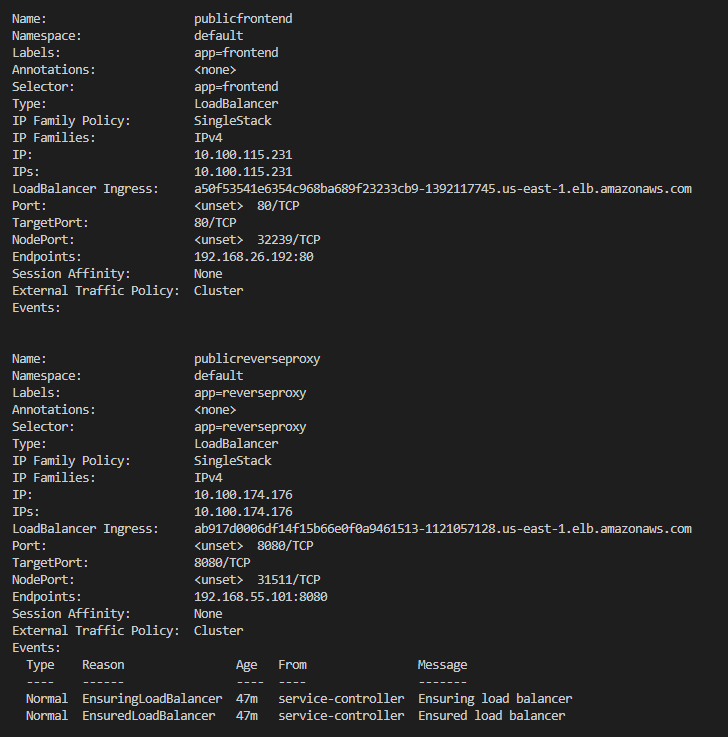 Name: publicfrontend
Namespace: default
Labels: app=frontend
Annotations: <none>
Selector: app=frontend
Type: LoadBalancer
IP Family Policy: SingleStack
IP Families: IPv4
IP: 10.100.115.231
IPs: 10.100.115.231
LoadBalancer Ingress: a50f53541e6354c968ba689f23233cb9-1392117745.us-east-1.elb.amazonaws.com
Port: <unset> 80/TCP
TargetPort: 80/TCP
NodePort: <unset> 32239/TCP
Endpoints: 192.168.26.192:80
Session Affinity: None
External Traffic Policy: Cluster
Events:
Name: publicreverseproxy
Namespace: default
Labels: app=reverseproxy
Annotations: <none>
Selector: app=reverseproxy
Type: LoadBalancer
IP Family Policy: SingleStack
IP Families: IPv4
IP: 10.100.174.176
IPs: 10.100.174.176
LoadBalancer Ingress: ab917d0006df14f15b66e0f0a9461513-1121057128.us-east-1.elb.amazonaws.com
Port: <unset> 8080/TCP
TargetPort: 8080/TCP
NodePort: <unset> 31511/TCP
Endpoints: 192.168.55.101:8080
Session Affinity: None
External Traffic Policy: Cluster
Events:
Type Reason Age From Message
---- ------ ---- ---- -------
Normal EnsuringLoadBalancer 47m service-controller Ensuring load balancer
Normal EnsuredLoadBalancer 47m service-controller Ensured load balancer